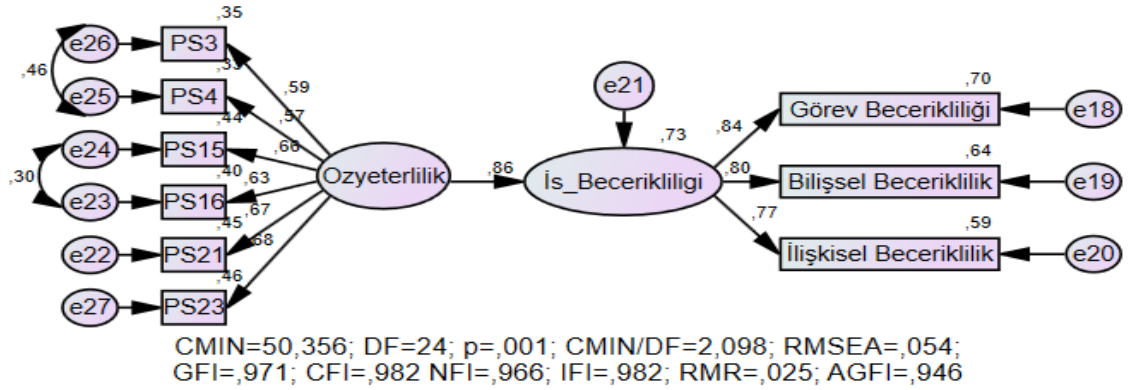 ,35
e26
PS3
,46
,59
,33
e25
PS4
,57
,44
e24
PS15
,66
,30
,40
e23
PS16
,63
,67
,45
e22
PS21
,68
,46
e27
PS23
Ozyeterlilik
,86
e21
,73
İs_Becerikliligi
,84
,80
,77
,70
Görev Becerikliliği
e18
,64
Bilişsel Beceriklilik
e19
,59
İlişkisel Beceriklilik
e20
CMIN=50,356; DF=24; p=,001; CMIN/DF=2,098; RMSEA=,054;
GFI=,971; CFI=,982 NFI=,966; IFI=,982; RMR=,025; AGFI=,946